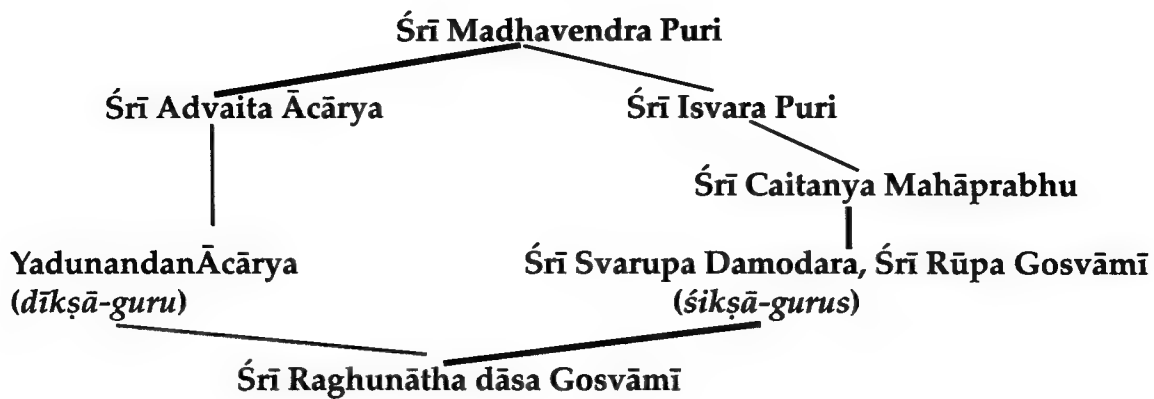 Śrī Madhavendra Puri
Śrī Advaita Ācārya Śrī Isvara Puri
Śrī Caitanya Mahāprabhu
YadunandanĀcārya Śrī Svarupa Damodara, Śrī Rūpa Gosvāmī
(dīkṣā-guru) (śikṣā-gurus)
Śrī Raghunātha dāsa Gosvāmī